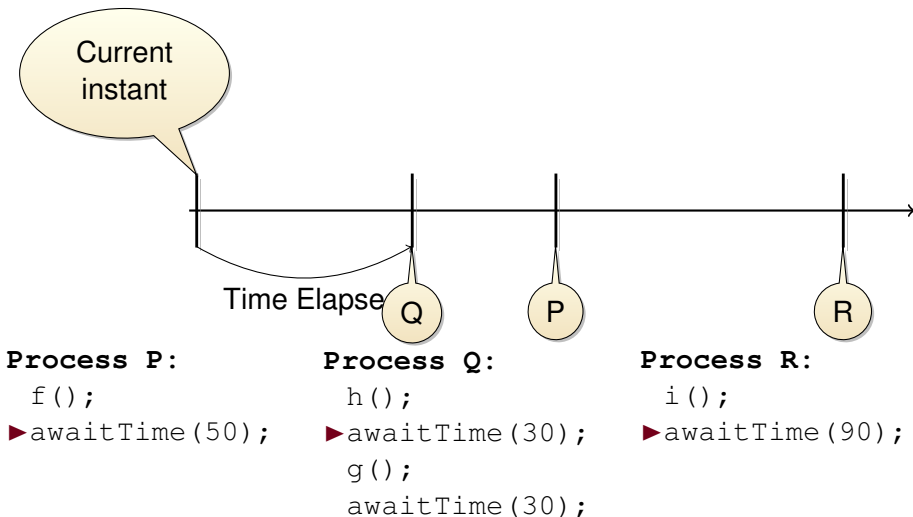 Current
instant
Time Elapse
Q
P
R
Process P:
f();
▶awaitTime(50);
Process Q:
h();
▶awaitTime(30);
g();
awaitTime(30);
Process R:
i();
▶awaitTime(90);